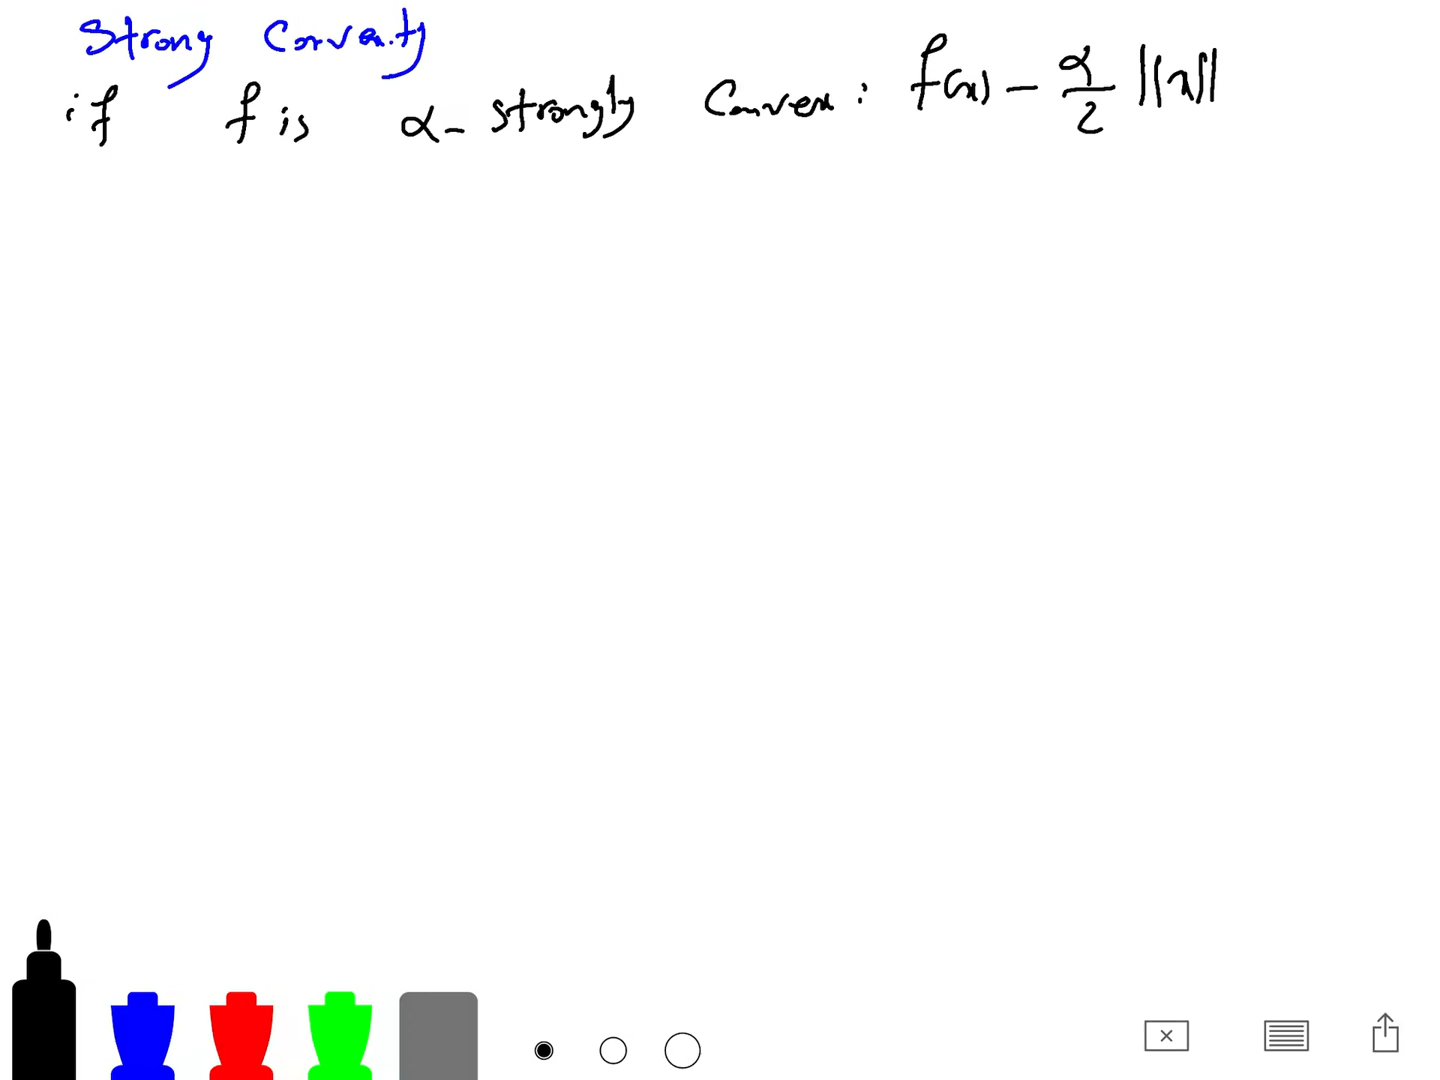 Strong Convexity
if f is α- strongly Convex : f(x) - α/2 ||x||